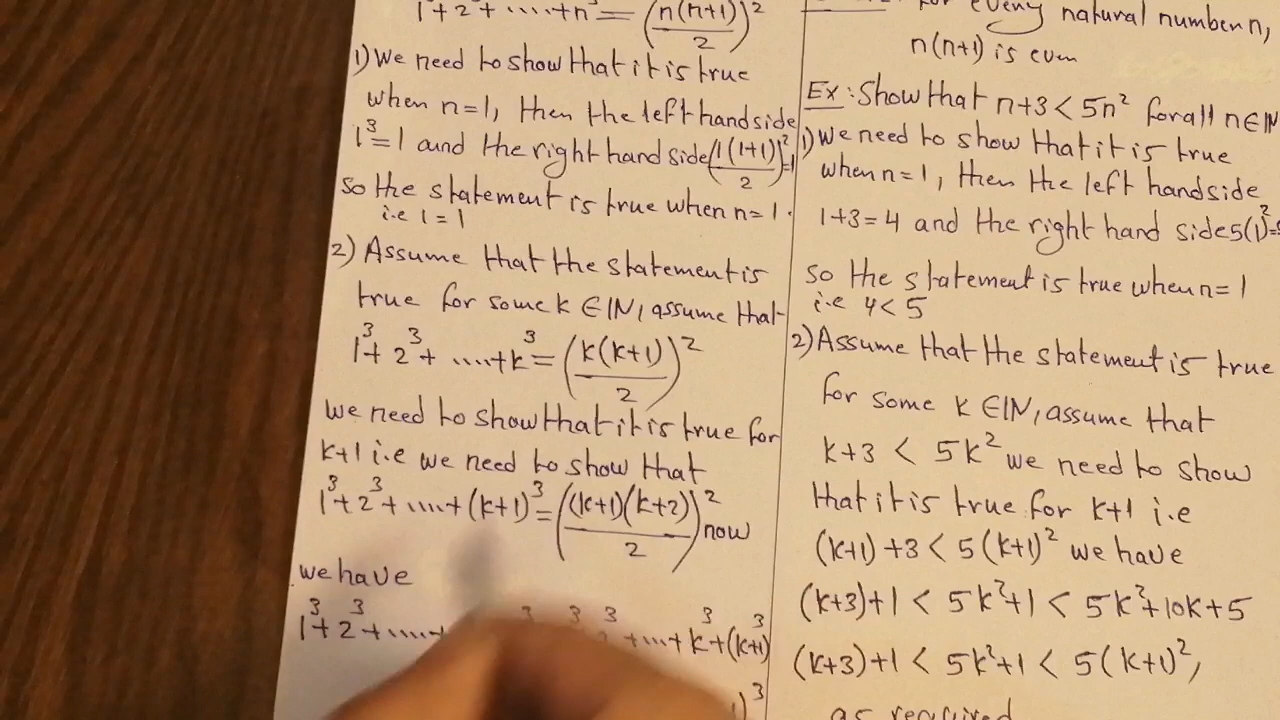 1³+2³+.....+n³=(n(n+1)/2)²
1) We need to show that it is true
when n=1, then the left hand side
1³=1 and the right hand side (1(1+1)/2)²=1
so the statement is true when n=1.
i.e 1=1
2) Assume that the statement is
true for some k∈ℕ, assume that
1³+2³+.....+k³=(k(k+1)/2)²
we need to show that it is true for
k+1 i.e we need to show that
1³+2³+.....+(k+1)³=((k+1)(k+2)/2)² now
we have
1³+2³+..... ³ ³ ³+....+k³+(k+1)³
)³
for every natural number n,
n(n+1) is even
Ex: Show that n+3<5n² for all n∈ℕ
1) We need to show that it is true
when n=1, then the left hand side
1+3=4 and the right hand side 5(1)²=
so the statement is true when n=1
i.e 4<5
2) Assume that the statement is true
for some k∈ℕ, assume that
k+3 < 5k² we need to show
that it is true for k+1 i.e
(k+1)+3 < 5(k+1)² we have
(k+3)+1 < 5k²+1 < 5k²+10k+5
(k+3)+1 < 5k²+1 < 5(k+1)²,
as required